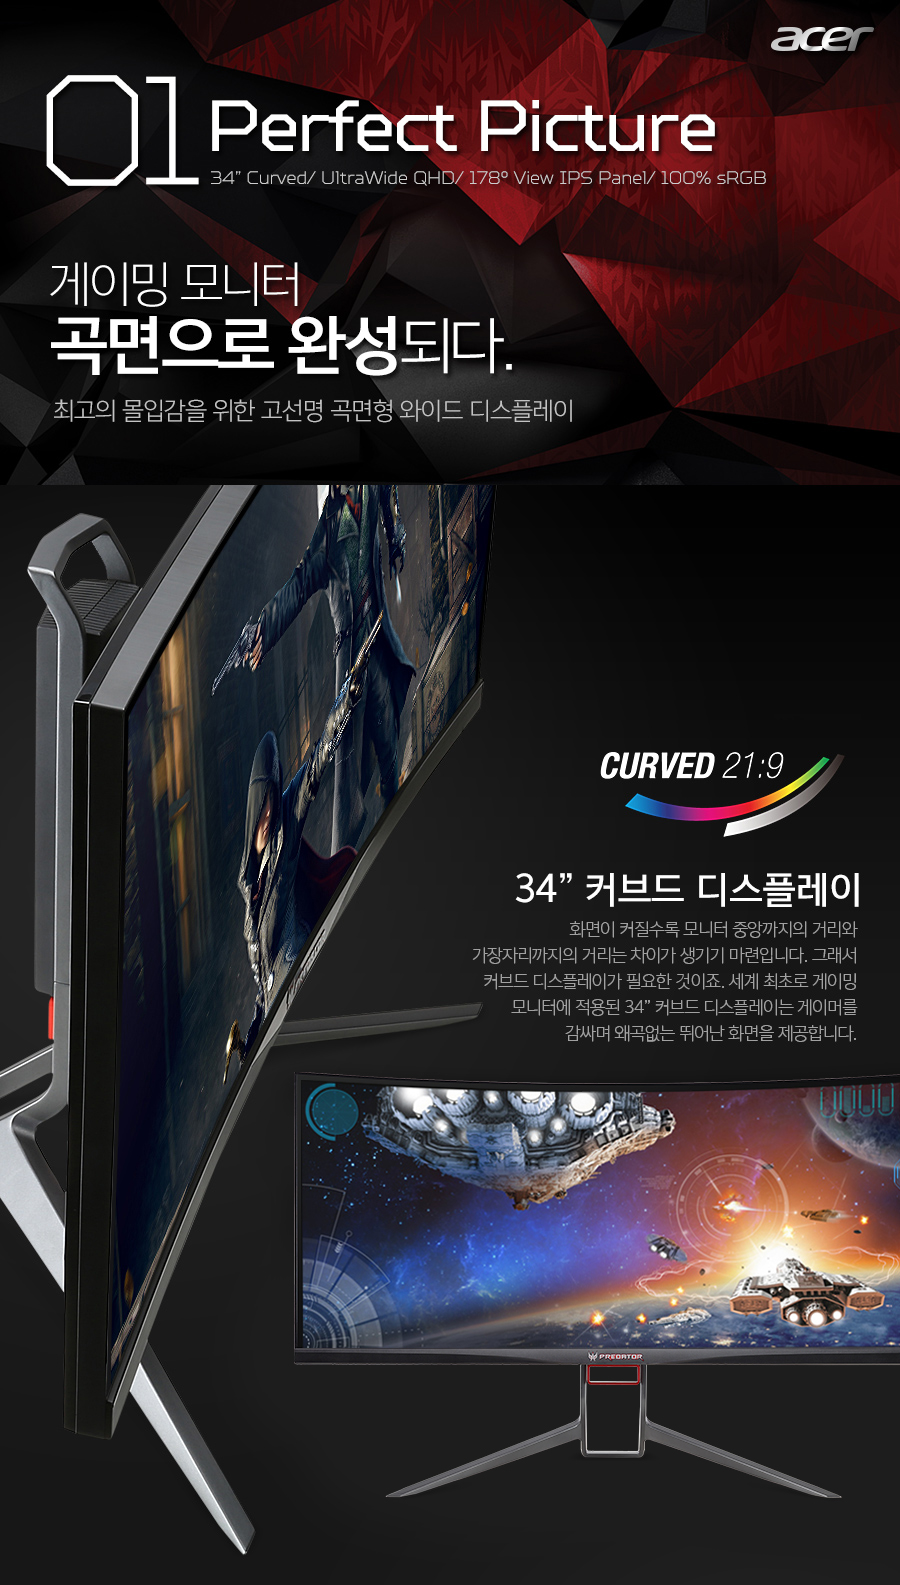 acer
01 Perfect Picture
34” Curved/ UltraWide QHD/ 178º View IPS Panel/ 100% sRGB
게이밍 모니터
곡면으로 완성되다.
최고의 몰입감을 위한 고선명 곡면형 와이드 디스플레이
CURVED 21:9
34” 커브드 디스플레이
화면이 커질수록 모니터 중앙까지의 거리와
가장자리까지의 거리는 차이가 생기기 마련입니다. 그래서
커브드 디스플레이가 필요한 것이죠. 세계 최초로 게이밍
모니터에 적용된 34” 커브드 디스플레이는 게이머를
감싸며 왜곡없는 뛰어난 화면을 제공합니다.
PREDATOR